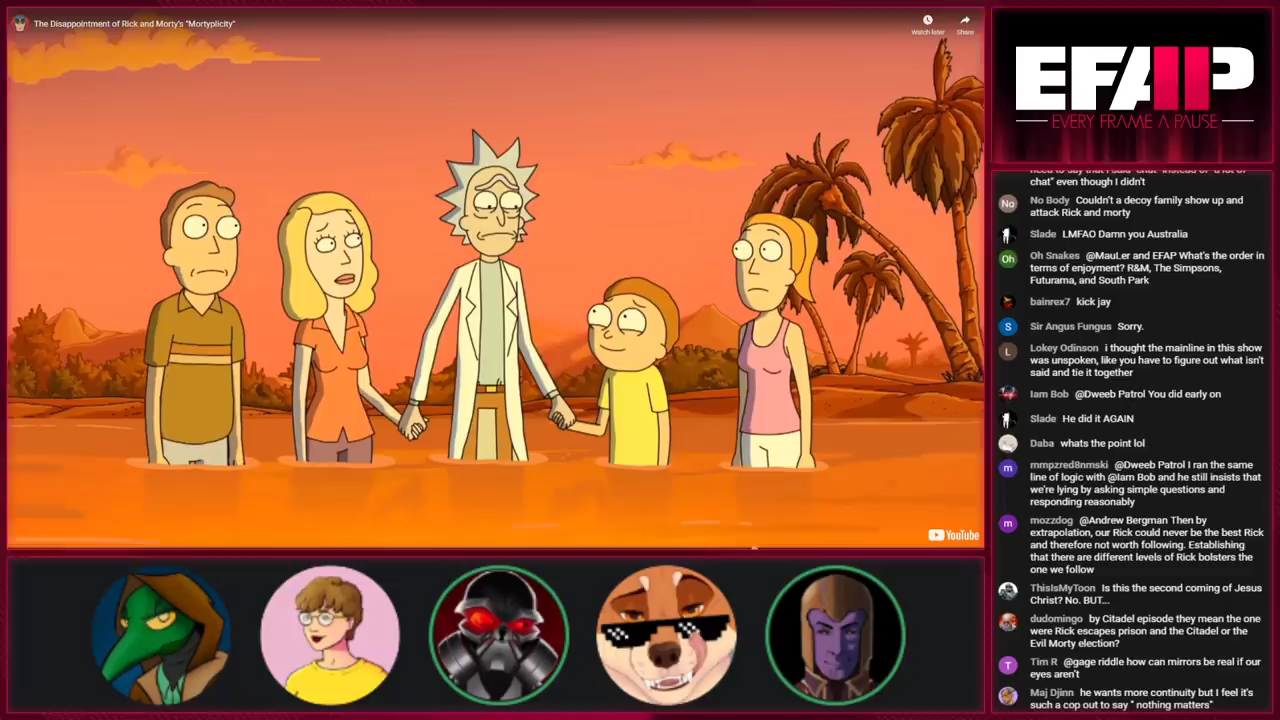 The Disappointment of Rick and Morty's "Mortyplicity"
Watch later
Share
YouTube
EFAP
EVERY FRAME A PAUSE
need to say that I said "chat" instead of "a lot of
chat" even though I didn't
No
No Body Couldn't a decoy family show up and
attack Rick and morty
Slade LMFAO Damn you Australia
Oh
Oh Snakes @MauLer and EFAP What's the order in
terms of enjoyment? R&M, The Simpsons,
Futurama, and South Park
bainrex7 kick jay
S
Sir Angus Fungus Sorry.
L
Lokey Odinson i thought the mainline in this show
was unspoken, like you have to figure out what isn't
said and tie it together
Iam Bob @Dweeb Patrol You did early on
Slade He did it AGAIN
Daba whats the point lol
m
mmpzred8nmski @Dweeb Patrol I ran the same
line of logic with @Iam Bob and he still insists that
we're lying by asking simple questions and
responding reasonably
m
mozzdog @Andrew Bergman Then by
extrapolation, our Rick could never be the best Rick
and therefore not worth following. Establishing
that there are different levels of Rick bolsters the
one we follow
ThisIsMyToon Is this the second coming of Jesus
Christ? No. BUT...
dudomingo by Citadel episode they mean the one
were Rick escapes prison and the Citadel or the
Evil Morty election?
T
Tim R @gage riddle how can mirrors be real if our
eyes aren't
Maj Djinn he wants more continuity but I feel it's
such a cop out to say " nothing matters"